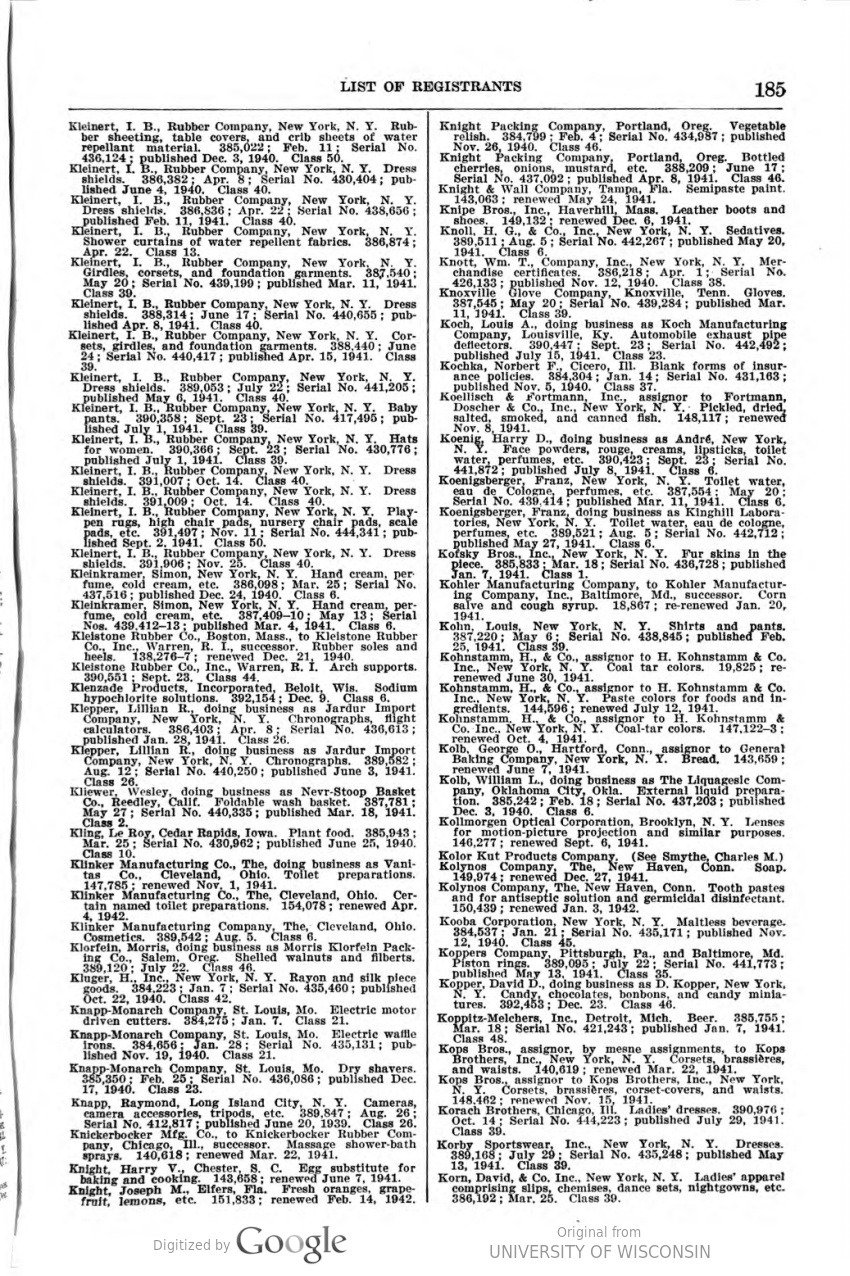 LIST OF REGISTRANTS
185
Kleinert, I. B., Rubber Company, New York, N. Y. Rub-
ber sheeting, table covers, and crib sheets of water
repellant material. 385,022; Feb. 11; Serial No.
436,124; published Dec. 3, 1940. Class 50.
Kleinert, I. B., Rubber Company, New York, N. Y. Dress
shields. 386,382; Apr. 8; Serial No. 430,404; pub-
lished June 4, 1940. Class 40.
Kleinert, I. B., Rubber Company, New York, N. Y.
Dress shields. 386,836; Apr. 22; Serial No. 438,656;
published Feb. 11, 1941. Class 40.
Kleinert, I. B., Rubber Company, New York, N. Y.
Shower curtains of water repellent fabrics. 386,874;
Apr. 22. Class 13.
Kleinert, I. B., Rubber Company, New York, N. Y.
Girdles, corsets, and foundation garments. 387,540;
May 20; Serial No. 439,199; published Mar. 11, 1941.
Class 39.
Kleinert, I. B., Rubber Company, New York, N. Y. Dress
shields. 388,314; June 17; Serial No. 440,655; pub-
lished Apr. 8, 1941. Class 40.
Kleinert, I. B., Rubber Company, New York, N. Y. Cor-
sets, girdles, and foundation garments. 388,440; June
24; Serial No. 440,417; published Apr. 15, 1941. Class
39.
Kleinert, I. B., Rubber Company, New York, N. Y.
Dress shields. 389,053; July 22; Serial No. 441,205;
published May 6, 1941. Class 40.
Kleinert, I. B., Rubber Company, New York, N. Y. Baby
pants. 390,358; Sept. 23; Serial No. 417,495; pub-
lished July 1, 1941. Class 39.
Kleinert, I. B., Rubber Company, New York, N. Y. Hats
for women. 390,366; Sept. 23; Serial No. 430,776;
published July 1, 1941. Class 39.
Kleinert, I. B., Rubber Company, New York, N. Y. Dress
shields. 391,007; Oct. 14. Class 40.
Kleinert, I. B., Rubber Company, New York, N. Y. Dress
shields. 391,009; Oct. 14. Class 40.
Kleinert, I. B., Rubber Company, New York, N. Y. Play-
pen rugs, high chair pads, nursery chair pads, scale
pads, etc. 391,497; Nov. 11; Serial No. 444,341; pub-
lished Sept. 2, 1941. Class 50.
Kleinert, I. B., Rubber Company, New York, N. Y. Dress
shields. 391,906; Nov. 25. Class 40.
Kleinkramer, Simon, New York, N. Y. Hand cream, per-
fume, cold cream, etc. 386,098; Mar. 25; Serial No.
437,516; published Dec. 24, 1940. Class 6.
Kleinkramer, Simon, New York, N. Y. Hand cream, per-
fume, cold cream, etc. 387,409-10; May 13; Serial
Nos. 439,412-13; published Mar. 4, 1941. Class 6.
Kleistone Rubber Co., Boston, Mass., to Kleistone Rubber
Co., Inc., Warren, R. I., successor. Rubber soles and
heels. 138,276-7; renewed Dec. 21, 1940.
Kleistone Rubber Co., Inc., Warren, R. I. Arch supports.
390,551; Sept. 23. Class 44.
Klenzade Products, Incorporated, Beloit, Wis. Sodium
hypochlorite solutions. 392,154; Dec. 9. Class 6.
Klepper, Lillian R., doing business as Jardur Import
Company, New York, N. Y. Chronographs, flight
calculators. 386,403; Apr. 8; Serial No. 436,613;
published Jan. 28, 1941. Class 26.
Klepper, Lillian R., doing business as Jardur Import
Company, New York, N. Y. Chronographs. 389,582;
Aug. 12; Serial No. 440,250; published June 3, 1941.
Class 26.
Kliewer, Wesley, doing business as Nevr-Stoop Basket
Co., Reedley, Calif. Foldable wash basket. 387,781;
May 27; Serial No. 440,335; published Mar. 18, 1941.
Class 2.
Kling, Le Roy, Cedar Rapids, Iowa. Plant food. 385,943;
Mar. 25; Serial No. 430,962; published June 25, 1940.
Class 10.
Klinker Manufacturing Co., The, doing business as Vani-
tas Co., Cleveland, Ohio. Toilet preparations.
147,785; renewed Nov. 1, 1941.
Klinker Manufacturing Co., The, Cleveland, Ohio. Cer-
tain named toilet preparations. 154,078; renewed Apr.
4, 1942.
Klinker Manufacturing Company, The, Cleveland, Ohio.
Cosmetics. 389,542; Aug. 5. Class 6.
Klorfein, Morris, doing business as Morris Klorfein Pack-
ing Co., Salem, Oreg. Shelled walnuts and filberts.
389,120; July 22. Class 46.
Kluger, H., Inc., New York, N. Y. Rayon and silk piece
goods. 384,223; Jan. 7; Serial No. 435,460; published
Oct. 22, 1940. Class 42.
Knapp-Monarch Company, St. Louis, Mo. Electric motor
driven cutters. 384,275; Jan. 7. Class 21.
Knapp-Monarch Company, St. Louis, Mo. Electric waffle
irons. 384,656; Jan. 28; Serial No. 435,131; pub-
lished Nov. 19, 1940. Class 21.
Knapp-Monarch Company, St. Louis, Mo. Dry shavers.
385,350; Feb. 25; Serial No. 436,086; published Dec.
17, 1940. Class 23.
Knapp, Raymond, Long Island City, N. Y. Cameras,
camera accessories, tripods, etc. 389,847; Aug. 26;
Serial No. 412,817; published June 20, 1939. Class 26.
Knickerbocker Mfg. Co., to Knickerbocker Rubber Com-
pany, Chicago, Ill., successor. Massage shower-bath
sprays. 140,618; renewed Mar. 22, 1941.
Knight, Harry V., Chester, S. C. Egg substitute for
baking and cooking. 143,658; renewed June 7, 1941.
Knight, Joseph M., Elfers, Fla. Fresh oranges, grape-
fruit, lemons, etc. 151,833; renewed Feb. 14, 1942.
Knight Packing Company, Portland, Oreg. Vegetable
relish. 384,799; Feb. 4; Serial No. 434,987; published
Nov. 26, 1940. Class 46.
Knight Packing Company, Portland, Oreg. Bottled
cherries, onions, mustard, etc. 388,209; June 17;
Serial No. 437,092; published Apr. 8, 1941. Class 46.
Knight & Wall Company, Tampa, Fla. Semipaste paint.
143,063; renewed May 24, 1941.
Knipe Bros., Inc., Haverhill, Mass. Leather boots and
shoes. 149,132; renewed Dec. 6, 1941.
Knoll, H. G., & Co., Inc., New York, N. Y. Sedatives.
389,511; Aug. 5; Serial No. 442,267; published May 20,
1941. Class 6.
Knott, Wm. T., Company, Inc., New York, N. Y. Mer-
chandise certificates. 386,218; Apr. 1; Serial No.
426,133; published Nov. 12, 1940. Class 38.
Knoxville Glove Company, Knoxville, Tenn. Gloves.
387,545; May 20; Serial No. 439,284; published Mar.
11, 1941. Class 39.
Koch, Louis A., doing business as Koch Manufacturing
Company, Louisville, Ky. Automobile exhaust pipe
deflectors. 390,447; Sept. 23; Serial No. 442,492;
published July 15, 1941. Class 23.
Kochka, Norbert F., Cicero, Ill. Blank forms of insur-
ance policies. 384,304; Jan. 14; Serial No. 431,163;
published Nov. 5, 1940. Class 37.
Koellisch & Fortmann, Inc., assignor to Fortmann,
Doscher & Co., Inc., New York, N. Y. Pickled, dried,
salted, smoked, and canned fish. 148,117; renewed
Nov. 8, 1941.
Koenig, Harry D., doing business as André, New York,
N. Y. Face powders, rouge, creams, lipsticks, toilet
water, perfumes, etc. 390,423; Sept. 23; Serial No.
441,872; published July 8, 1941. Class 6.
Koenigsberger, Franz, New York, N. Y. Toilet water,
eau de Cologne, perfumes, etc. 387,554; May 20;
Serial No. 439,414; published Mar. 11, 1941. Class 6.
Koenigsberger, Franz, doing business as Kinghill Labora-
tories, New York, N. Y. Toilet water, eau de cologne,
perfumes, etc. 389,521; Aug. 5; Serial No. 442,712;
published May 27, 1941. Class 6.
Kofsky Bros., Inc., New York, N. Y. Fur skins in the
piece. 385,833; Mar. 18; Serial No. 436,728; published
Jan. 7, 1941. Class 1.
Kohler Manufacturing Company, to Kohler Manufactur-
ing Company, Inc., Baltimore, Md., successor. Corn
salve and cough syrup. 18,867; re-renewed Jan. 20,
1941.
Kohn, Louis, New York, N. Y. Shirts and pants.
387,220; May 6; Serial No. 438,845; published Feb.
25, 1941. Class 39.
Kohnstamm, H., & Co., assignor to H. Kohnstamm & Co.
Inc., New York, N. Y. Coal tar colors. 19,825; re-
renewed June 30, 1941.
Kohnstamm, H., & Co., assignor to H. Kohnstamm & Co.
Inc., New York, N. Y. Paste colors for foods and in-
gredients. 144,596; renewed July 12, 1941.
Kohnstamm, H., & Co., assignor to H. Kohnstamm &
Co. Inc., New York, N. Y. Coal-tar colors. 147,122-3;
renewed Oct. 4, 1941.
Kolb, George O., Hartford, Conn., assignor to General
Baking Company, New York, N. Y. Bread. 143,659;
renewed June 7, 1941.
Kolb, William L., doing business as The Liquagesic Com-
pany, Oklahoma City, Okla. External liquid prepara-
tion. 385,242; Feb. 18; Serial No. 437,203; published
Dec. 3, 1940. Class 6.
Kollmorgen Optical Corporation, Brooklyn, N. Y. Lenses
for motion-picture projection and similar purposes.
146,277; renewed Sept. 6, 1941.
Kolor Kut Products Company. (See Smythe, Charles M.)
Kolynos Company, The, New Haven, Conn. Soap.
149,974; renewed Dec. 27, 1941.
Kolynos Company, The, New Haven, Conn. Tooth pastes
and for antiseptic solution and germicidal disinfectant.
150,439; renewed Jan. 3, 1942.
Kooba Corporation, New York, N. Y. Maltless beverage.
384,537; Jan. 21; Serial No. 435,171; published Nov.
12, 1940. Class 45.
Koppers Company, Pittsburgh, Pa., and Baltimore, Md.
Piston rings. 389,095; July 22; Serial No. 441,773;
published May 13, 1941. Class 35.
Kopper, David D., doing business as D. Kopper, New York,
N. Y. Candy, chocolates, bonbons, and candy minia-
tures. 392,453; Dec. 23. Class 46.
Koppitz-Melchers, Inc., Detroit, Mich. Beer. 385,755;
Mar. 18; Serial No. 421,243; published Jan. 7, 1941.
Class 48.
Kops Bros., assignor, by mesne assignments, to Kops
Brothers, Inc., New York, N. Y. Corsets, brassières,
and waists. 140,619; renewed Mar. 22, 1941.
Kops Bros., assignor to Kops Brothers, Inc., New York,
N. Y. Corsets, brassières, corset-covers, and waists.
148,462; renewed Nov. 15, 1941.
Korach Brothers, Chicago, Ill. Ladies' dresses. 390,976;
Oct. 14; Serial No. 444,223; published July 29, 1941.
Class 39.
Korby Sportswear, Inc., New York, N. Y. Dresses.
389,168; July 29; Serial No. 435,248; published May
13, 1941. Class 39.
Korn, David, & Co. Inc., New York, N. Y. Ladies' apparel
comprising slips, chemises, dance sets, nightgowns, etc.
386,192; Mar. 25. Class 39.
Digitized by Google
Original from
UNIVERSITY OF WISCONSIN